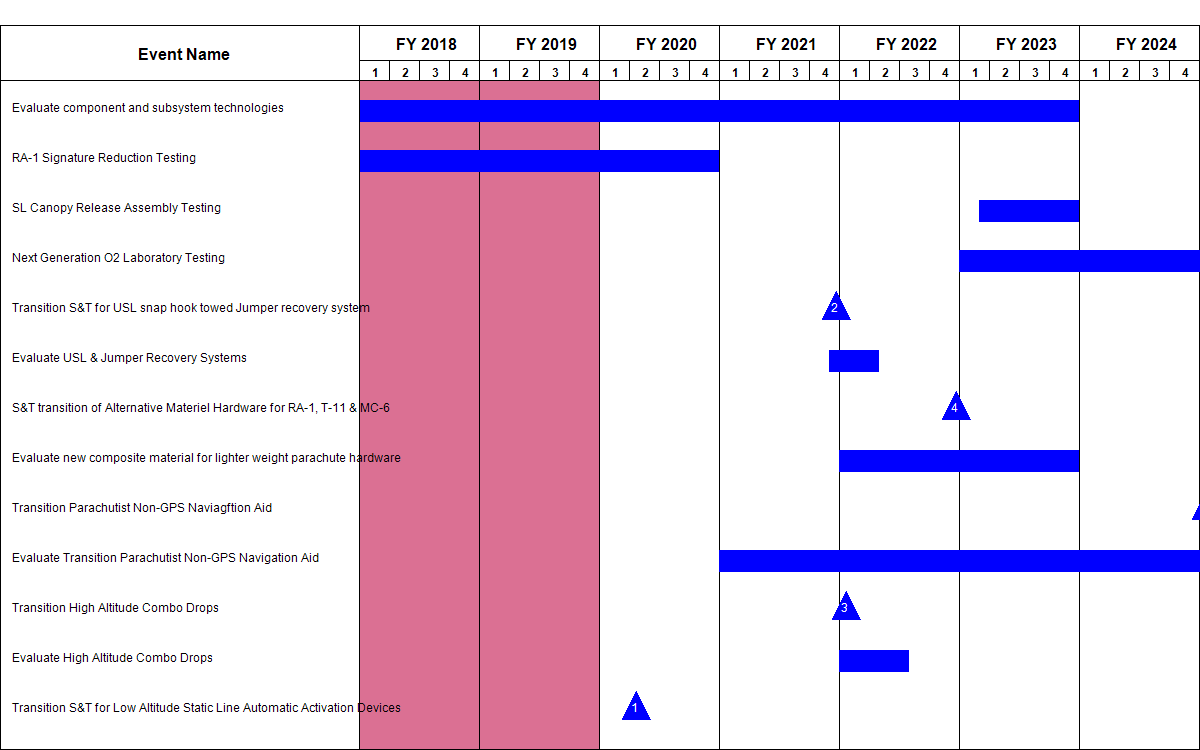 Event Name FY 2018 FY 2019 FY 2020 FY 2021 FY 2022 FY 2023 FY 2024
1 2 3 4 1 2 3 4 1 2 3 4 1 2 3 4 1 2 3 4 1 2 3 4 1 2 3 4
Evaluate component and subsystem technologies
RA-1 Signature Reduction Testing
SL Canopy Release Assembly Testing
Next Generation O2 Laboratory Testing
Transition S&T for USL snap hook towed Jumper recovery system 2
Evaluate USL & Jumper Recovery Systems
S&T transition of Alternative Materiel Hardware for RA-1, T-11 & MC-6 4
Evaluate new composite material for lighter weight parachute hardware
Transition Parachutist Non-GPS Naviagftion Aid
Evaluate Transition Parachutist Non-GPS Navigation Aid
Transition High Altitude Combo Drops 3
Evaluate High Altitude Combo Drops
Transition S&T for Low Altitude Static Line Automatic Activation Devices 1